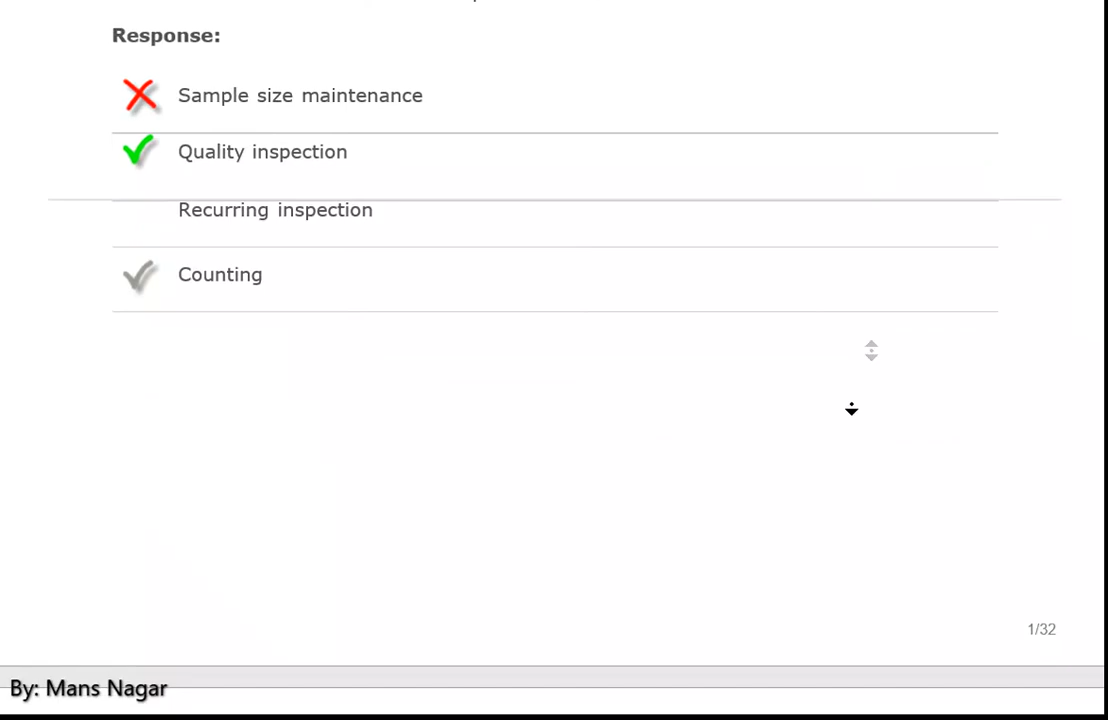 Response:
Sample size maintenance
Quality inspection
Recurring inspection
Counting
1/32
By: Mans Nagar